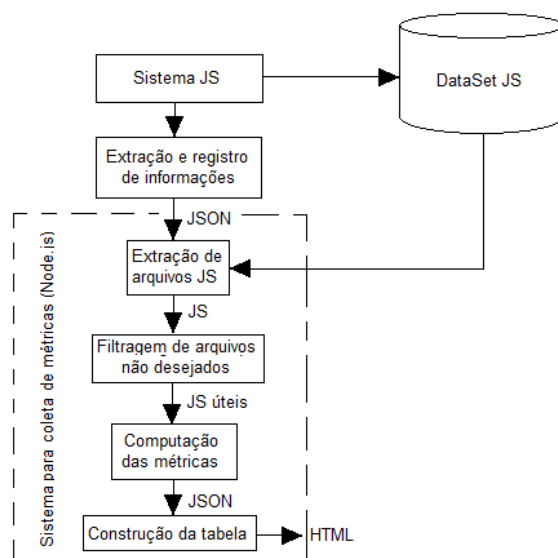 Sistema JS
DataSet JS
Extração e registro
de informações
JSON
Extração de
arquivos JS
JS
Filtragem de arquivos
não desejados
JS úteis
Computação
das métricas
JSON
Construção da tabela
HTML
Sistema para coleta de métricas (Node.js)